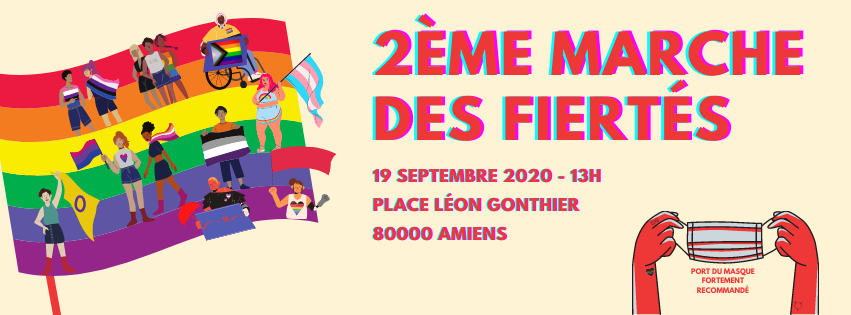 2ÈME MARCHE
DES FIERTÉS
19 SEPTEMBRE 2020 - 13H
PLACE LÉON GONTHIER
80000 AMIENS
PORT DU MASQUE
FORTEMENT
RECOMMANDÉ